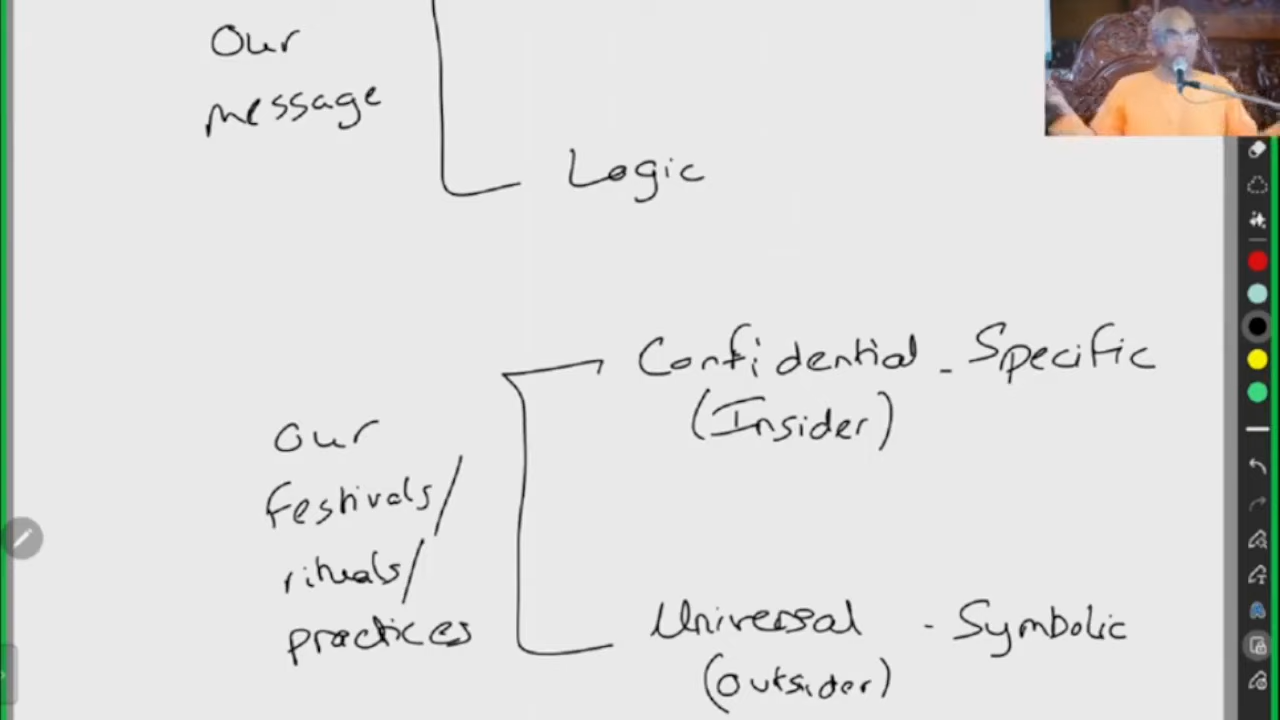 Our
message
Logic
Confidential - Specific
(Insider)
Our
festivals/
rituals/
practices
Universal - Symbolic
(outsider)